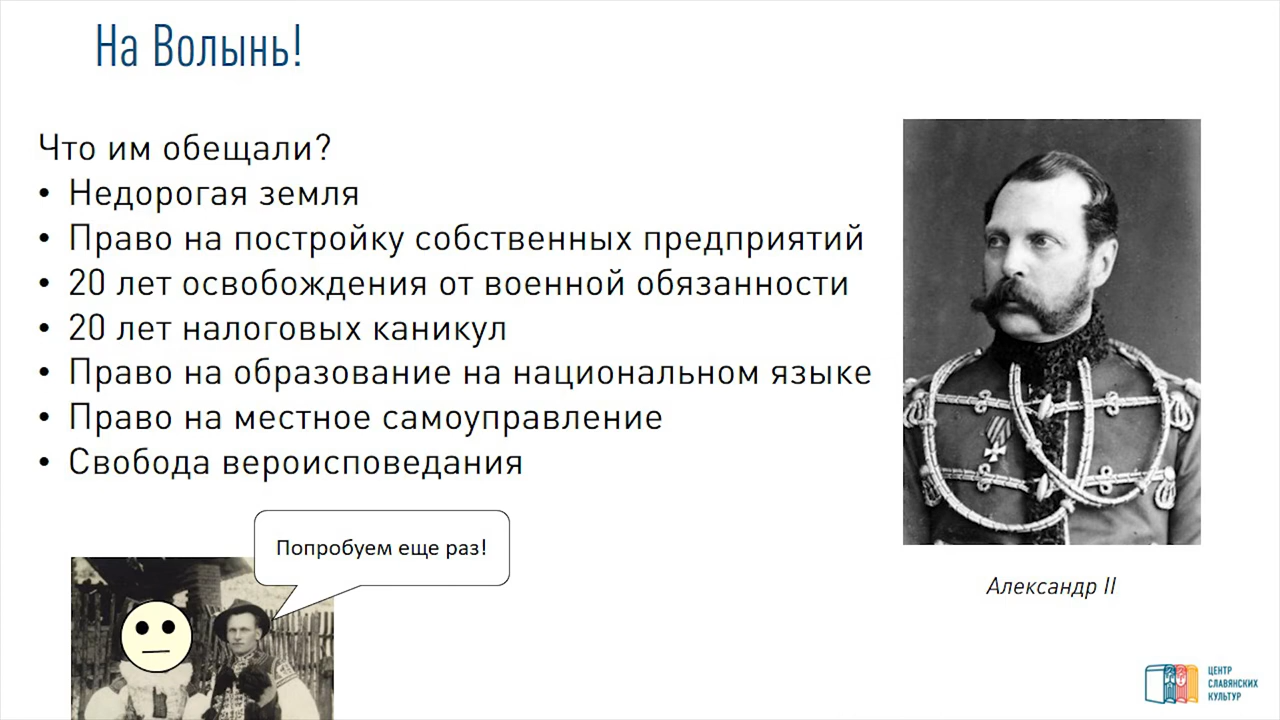 На Волынь!
Что им обещали?
• Недорогая земля
• Право на постройку собственных предприятий
• 20 лет освобождения от военной обязанности
• 20 лет налоговых каникул
• Право на образование на национальном языке
• Право на местное самоуправление
• Свобода вероисповедания
Попробуем еще раз!
Александр II
ЦЕНТР
СЛАВЯНСКИХ
КУЛЬТУР